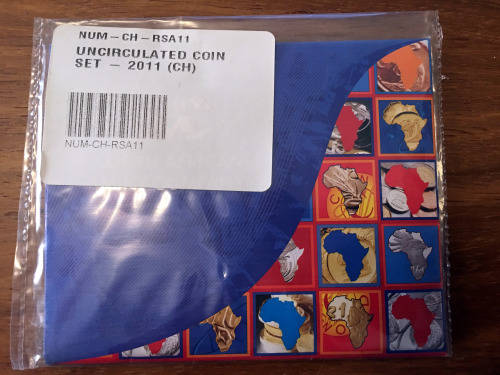 NUM – CH – RSA11
UNCIRCULATED COIN
SET – 2011 (CH)
NUM-CH-RSA11